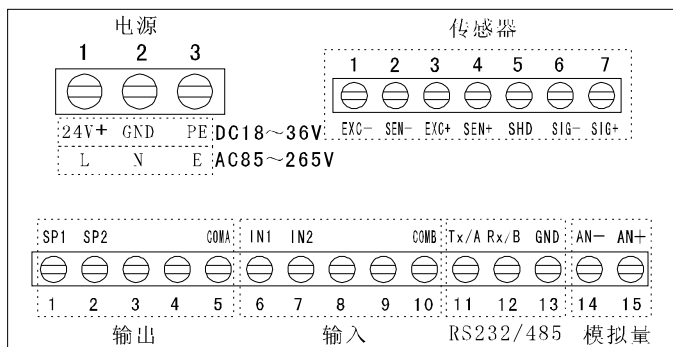 电源
1 2 3
24V+ GND PE DC18～36V
L N E AC85～265V
传感器
1 2 3 4 5 6 7
EXC- SEN- EXC+ SEN+ SHD SIG- SIG+
SP1 SP2 COMA IN1 IN2 COMB Tx/A Rx/B GND AN- AN+
1 2 3 4 5 6 7 8 9 10 11 12 13 14 15
输出 输入 RS232/485 模拟量